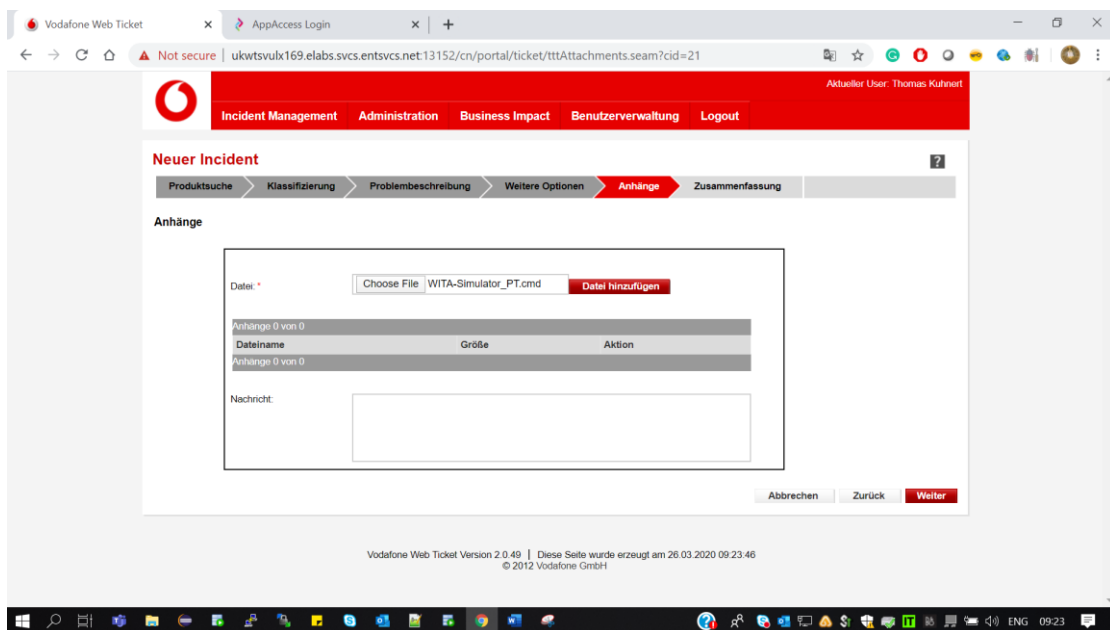 Vodafone Web Ticket
AppAccess Login
Not secure | ukwtsvulx169.elabs.svcs.entsvcs.net:13152/cn/portal/ticket/tttAttachments.seam?cid=21
Aktueller User: Thomas Kuhnert
Incident Management Administration Business Impact Benutzerverwaltung Logout
Neuer Incident
?
Produktsuche Klassifizierung Problembeschreibung Weitere Optionen Anhänge Zusammenfassung
Anhänge
Datei: * Choose File WITA-Simulator_PT.cmd Datei hinzufügen
Anhänge 0 von 0
Dateiname Größe Aktion
Anhänge 0 von 0
Nachricht:
Abbrechen Zurück Weiter
Vodafone Web Ticket Version 2.0.49 | Diese Seite wurde erzeugt am 26.03.2020 09:23:46
© 2012 Vodafone GmbH
ENG 09:23